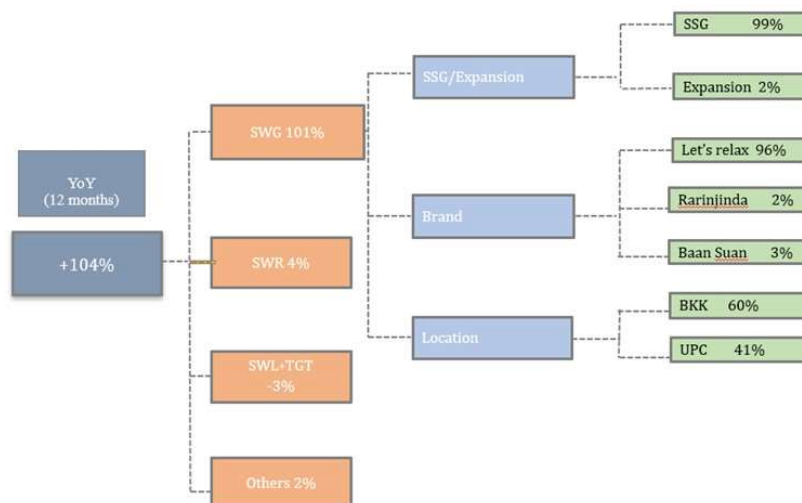 YoY
(12 months)
+104%
SWG 101%
SWR 4%
SWL+TGT
-3%
Others 2%
SSG/Expansion
Brand
Location
SSG 99%
Expansion 2%
Let's relax 96%
Rarinjinda 2%
Baan Suan 3%
BKK 60%
UPC 41%